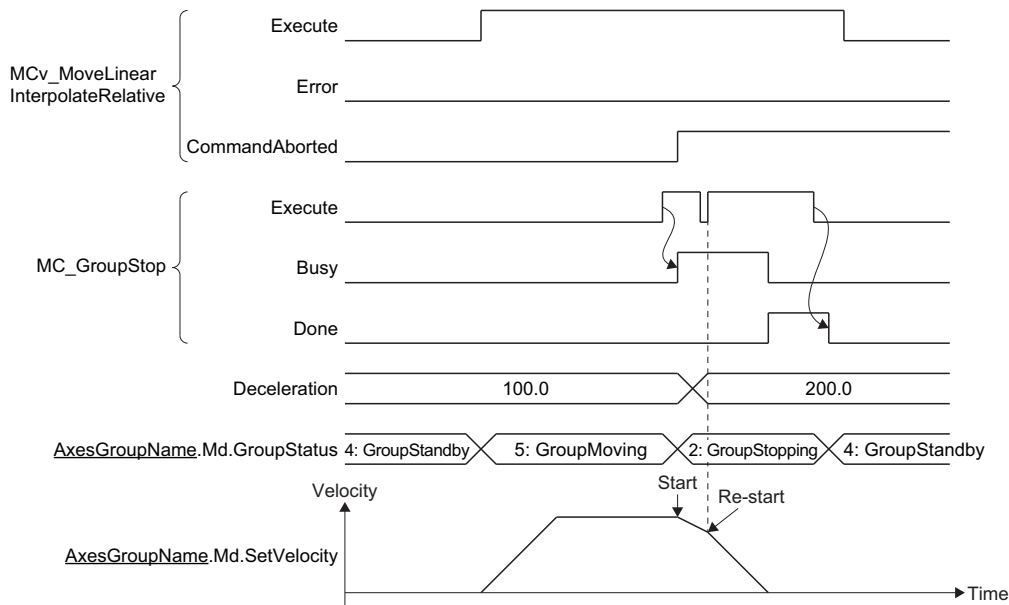 Execute
MCv_MoveLinear
InterpolateRelative
Error
CommandAborted
Execute
MC_GroupStop
Busy
Done
Deceleration 100.0 200.0
AxesGroupName.Md.GroupStatus 4: GroupStandby 5: GroupMoving 2: GroupStopping 4: GroupStandby
Velocity Start Re-start
AxesGroupName.Md.SetVelocity
Time